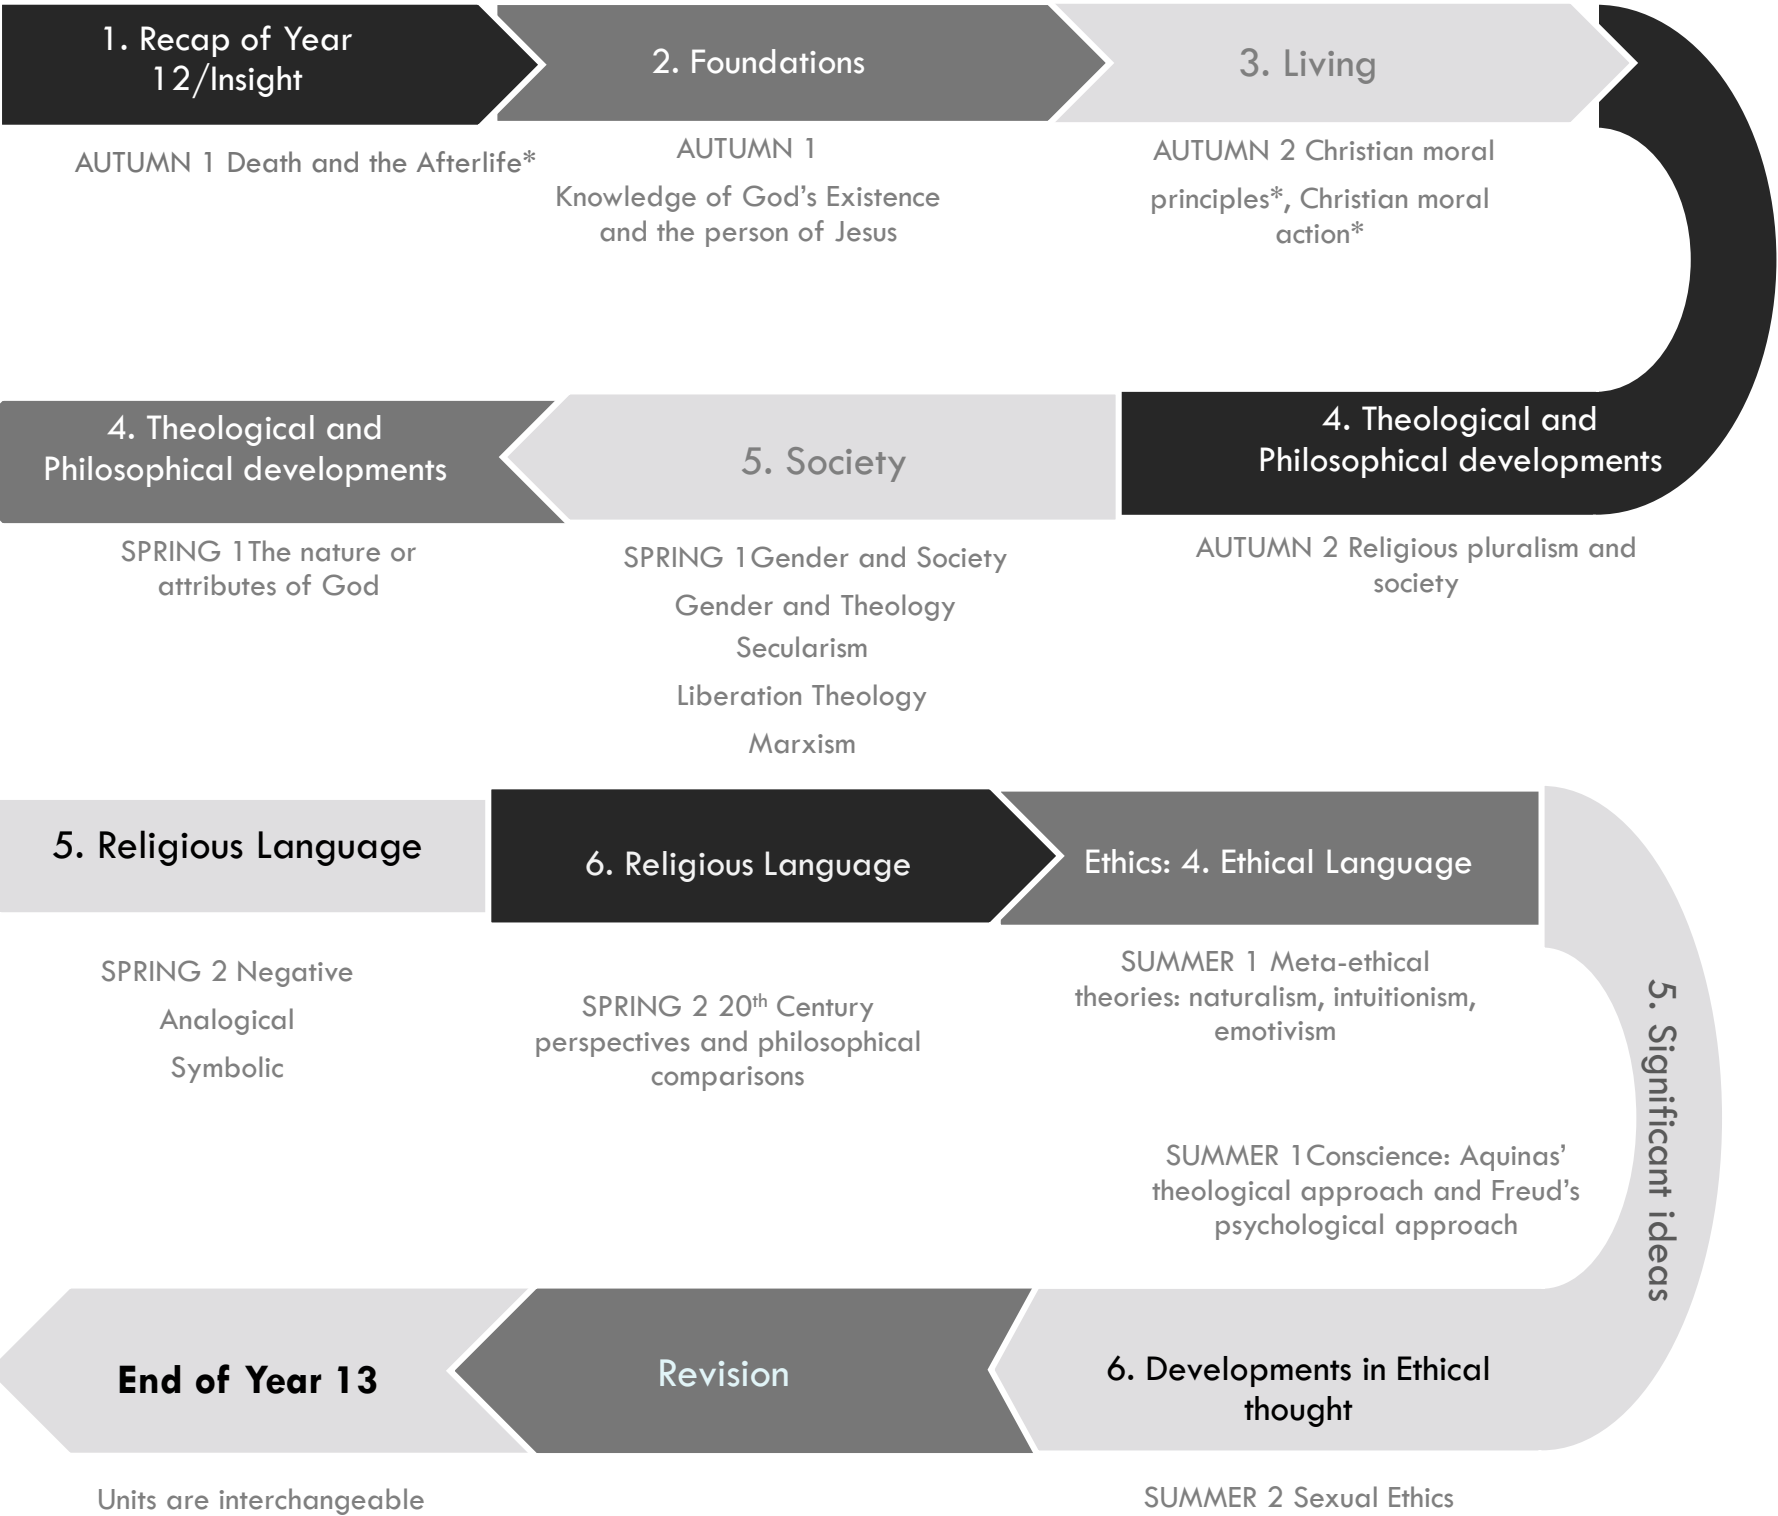 1. Recap of Year
12/Insight
2. Foundations
3. Living
AUTUMN 1 Death and the Afterlife*
AUTUMN 1
Knowledge of God's Existence
and the person of Jesus
AUTUMN 2 Christian moral
principles*, Christian moral
action*
4. Theological and
Philosophical developments
AUTUMN 2 Religious pluralism and
society
5. Society
SPRING 1Gender and Society
Gender and Theology
Secularism
Liberation Theology
Marxism
4. Theological and
Philosophical developments
SPRING 1The nature or
attributes of God
5. Religious Language
SPRING 2 Negative
Analogical
Symbolic
6. Religious Language
SPRING 2 20th Century
perspectives and philosophical
comparisons
Ethics: 4. Ethical Language
SUMMER 1 Meta-ethical
theories: naturalism, intuitionism,
emotivism
5. Significant ideas
SUMMER 1Conscience: Aquinas’
theological approach and Freud’s
psychological approach
6. Developments in Ethical
thought
SUMMER 2 Sexual Ethics
Revision
End of Year 13
Units are interchangeable